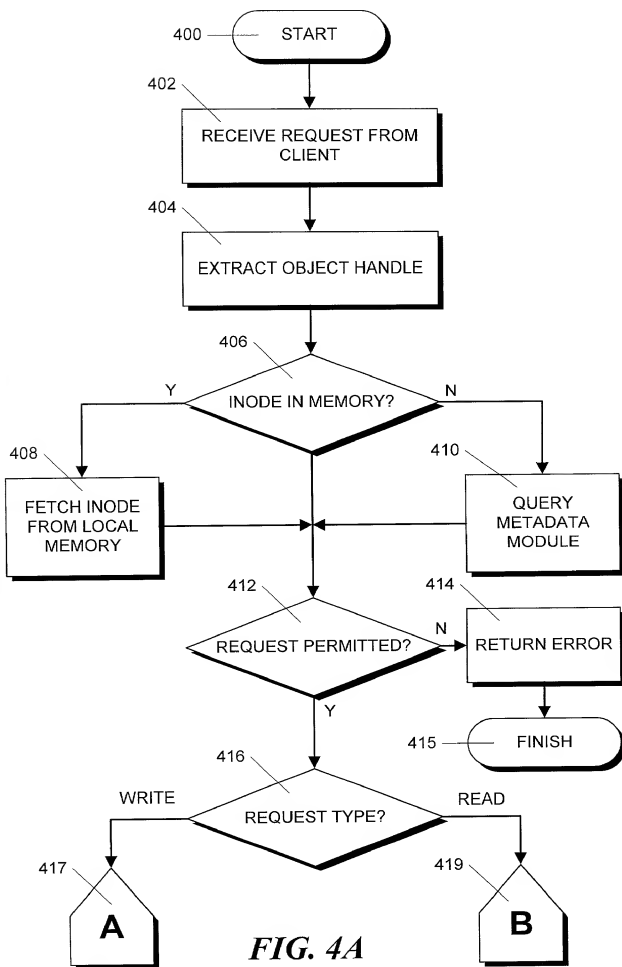 400
START
402
RECEIVE REQUEST FROM
CLIENT
404
EXTRACT OBJECT HANDLE
406
Y
INODE IN MEMORY?
N
408
FETCH INODE
FROM LOCAL
MEMORY
410
QUERY
METADATA
MODULE
412
REQUEST PERMITTED?
N
414
RETURN ERROR
Y
415
FINISH
416
WRITE
REQUEST TYPE?
READ
417
A
419
B
FIG. 4A